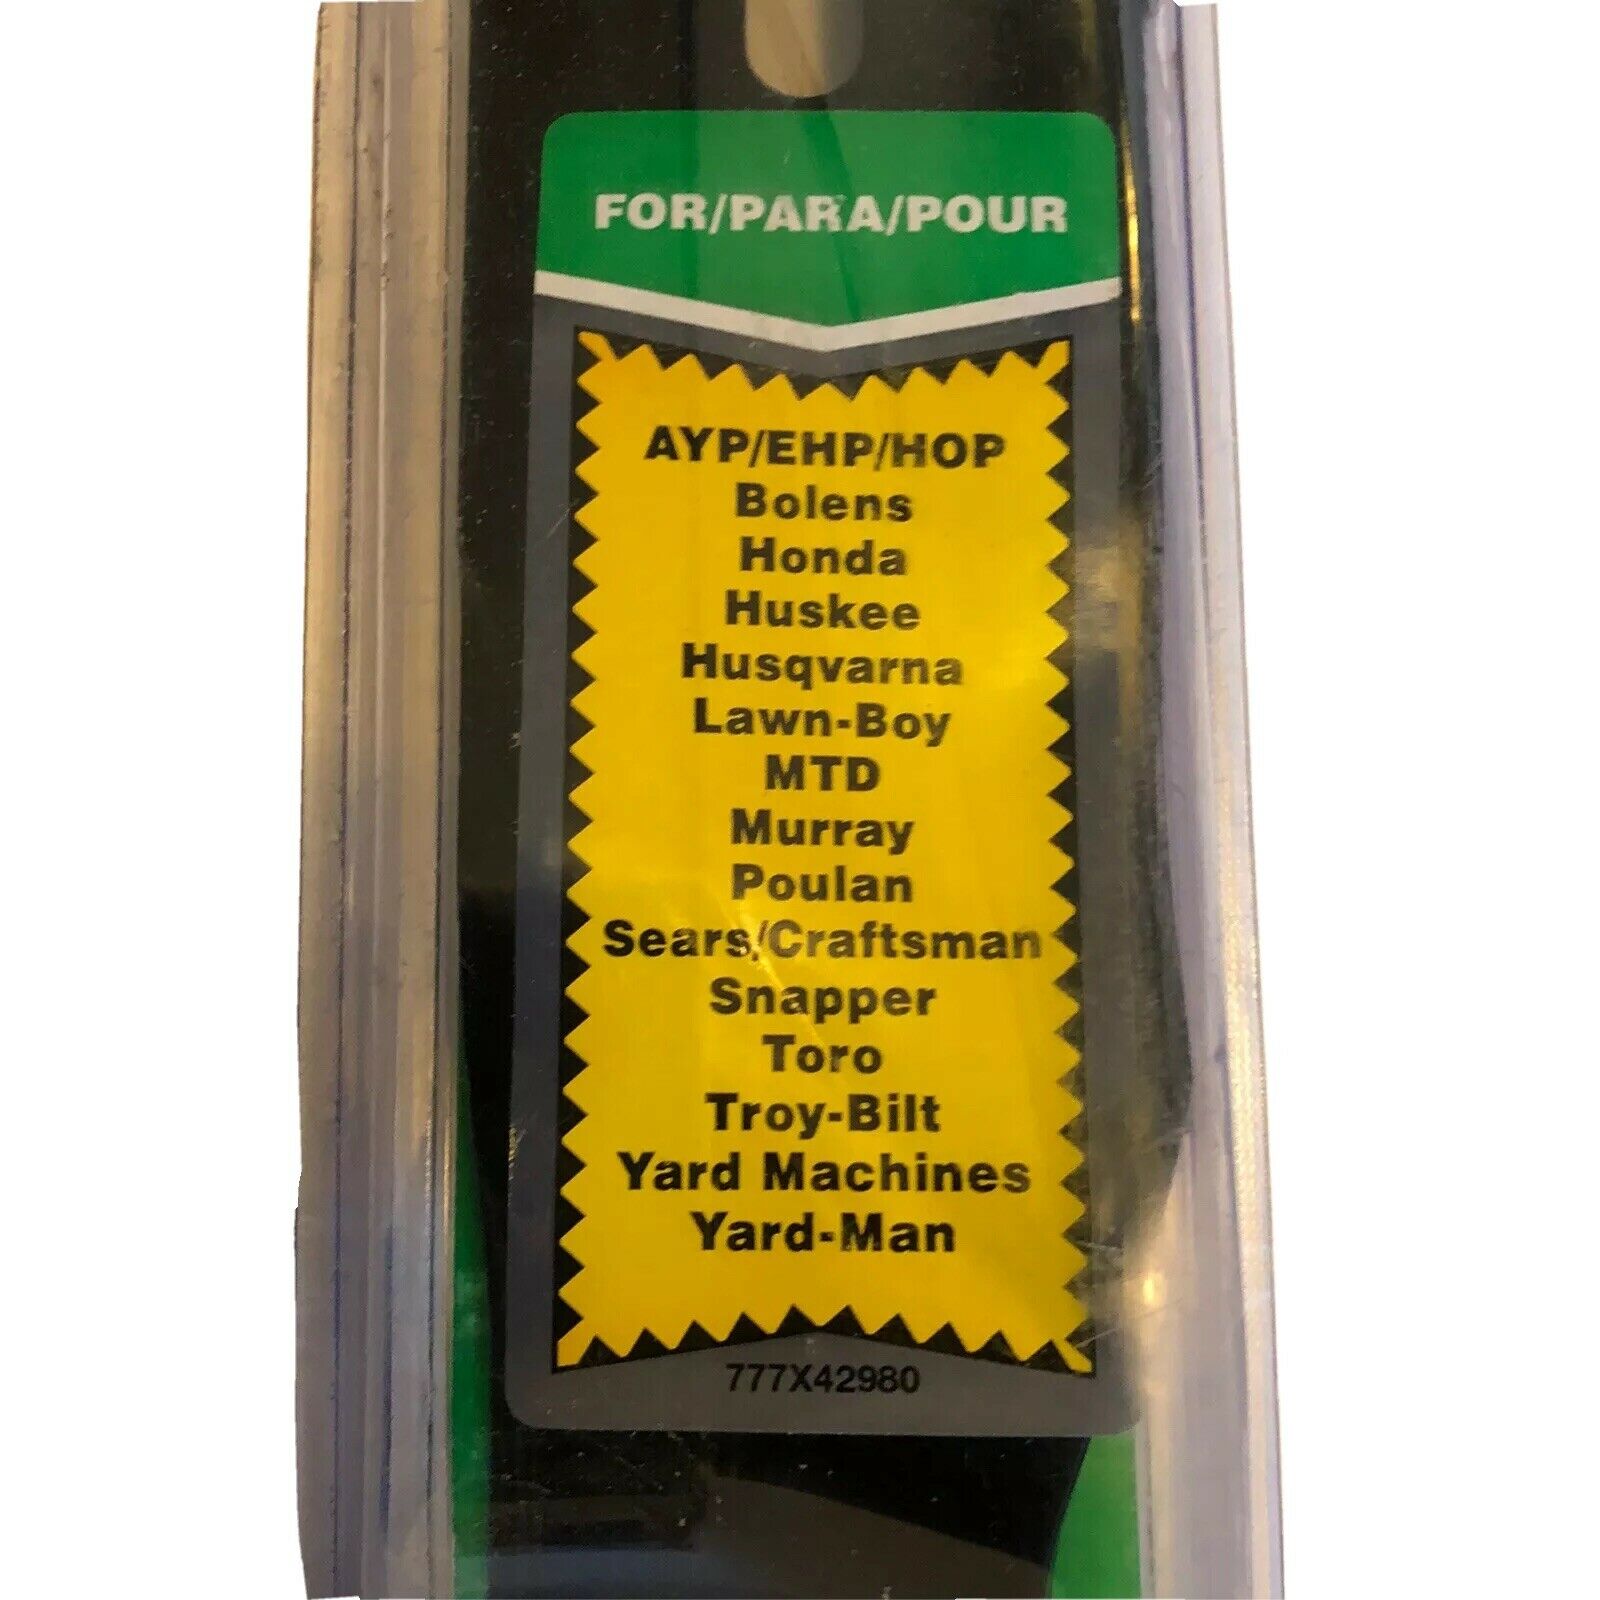 FOR/PARA/POUR
AYP/EHP/HOP
Bolens
Honda
Huskee
Husqvarna
Lawn-Boy
MTD
Murray
Poulan
Sears/Craftsman
Snapper
Toro
Troy-Bilt
Yard Machines
Yard-Man
777X42980